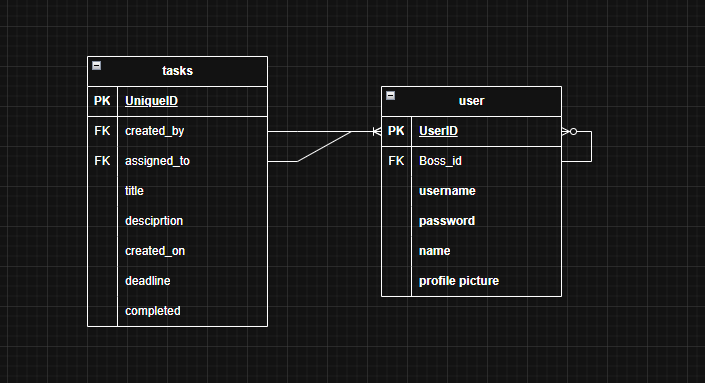 tasks
PK UniqueID
FK created_by
FK assigned_to
title
desciprtion
created_on
deadline
completed
user
PK UserID
FK Boss_id
username
password
name
profile picture